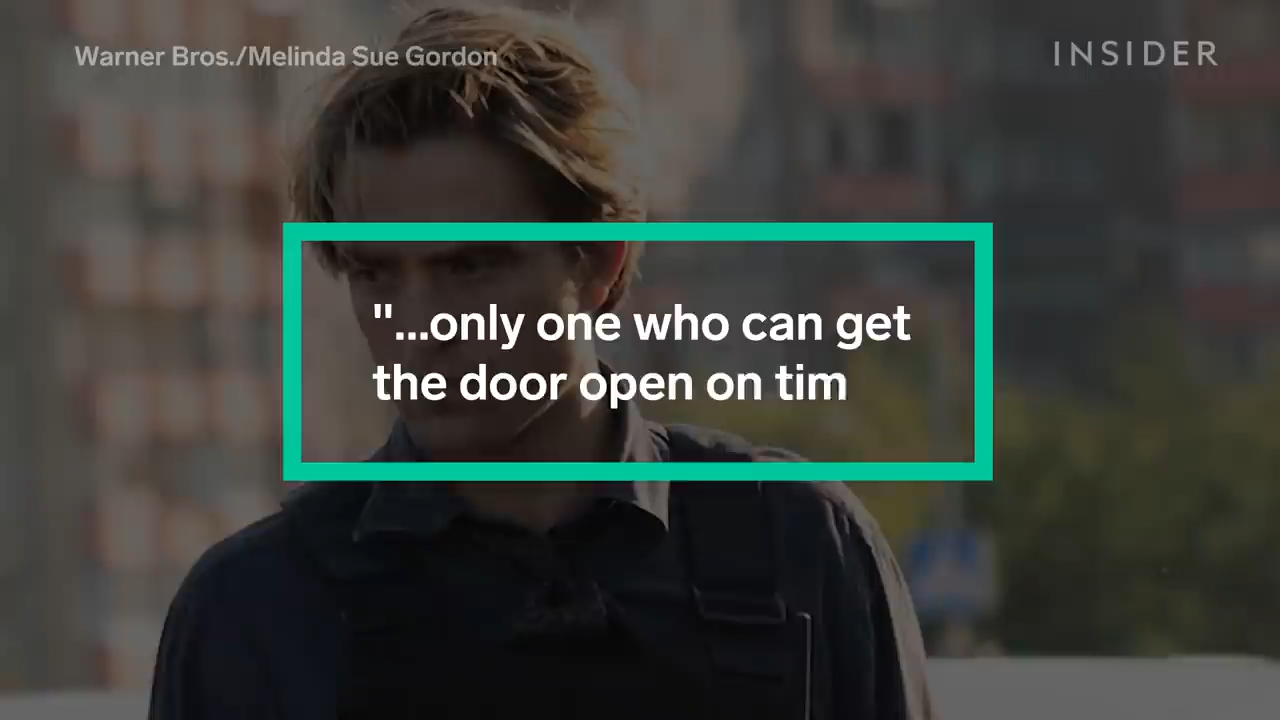 Warner Bros./Melinda Sue Gordon
INSIDER
"...only one who can get
the door open on tim